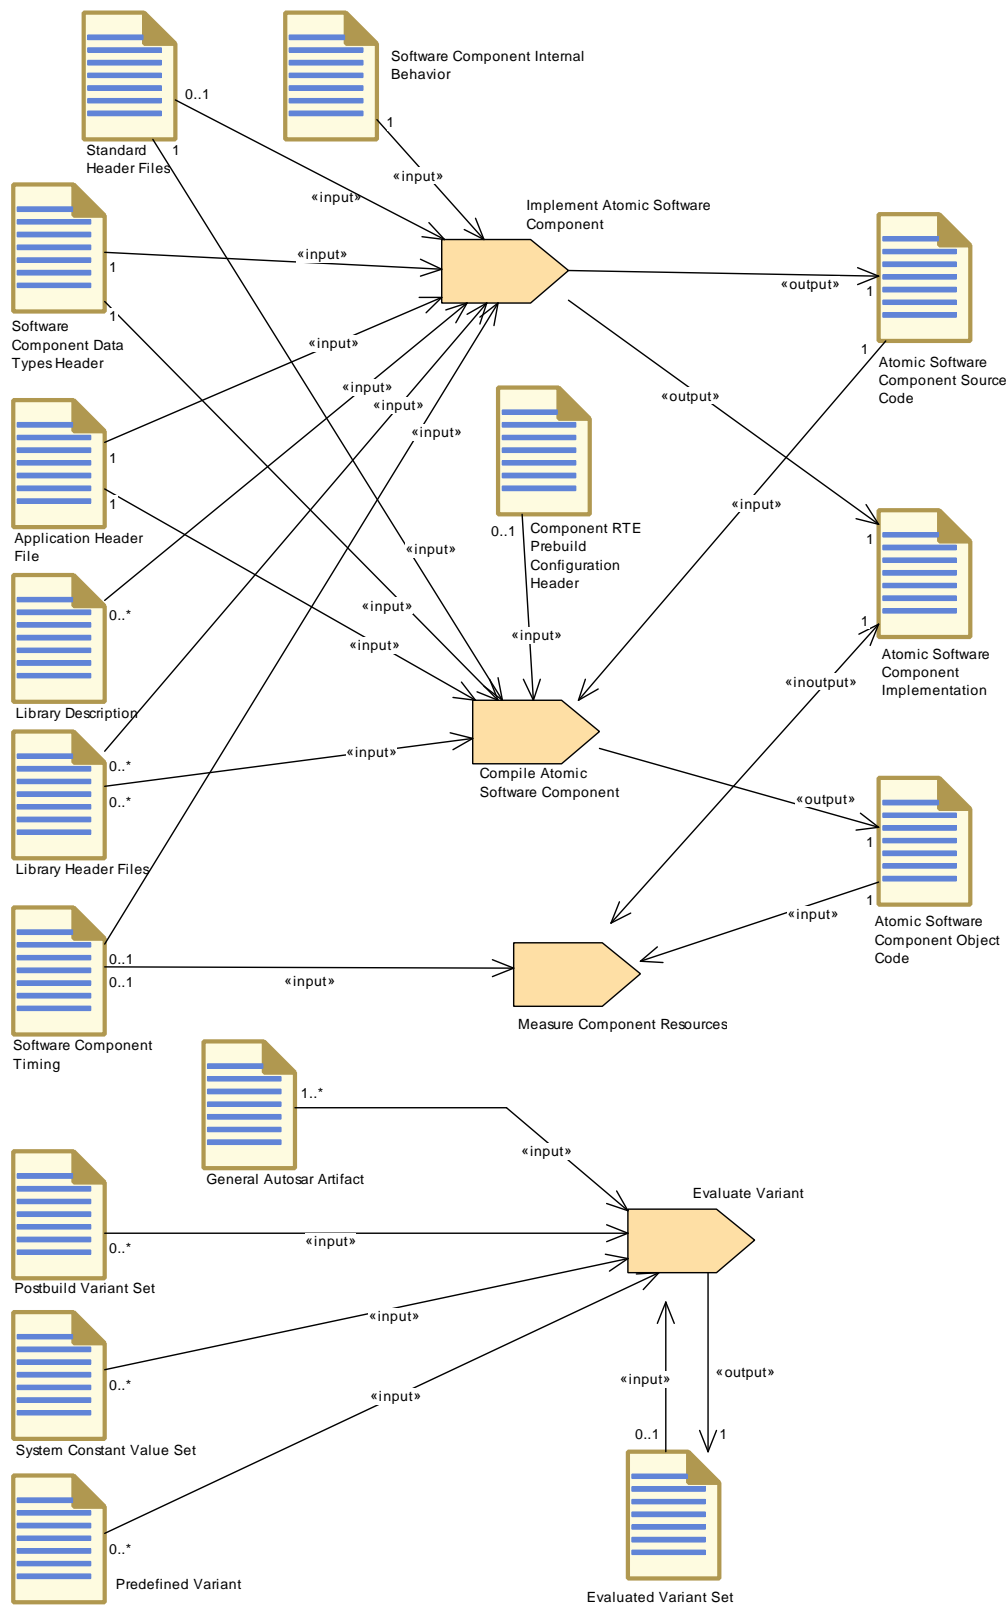 Software Component Internal
Behavior
0..1
1
Standard
Header Files
1
«input»
«input»
Implement Atomic Software
Component
«input»
1
«output»
1
1
Software
Component Data
Types Header
«input»
1
Atomic Software
Component Source
Code
«input»
«output»
«input»
«input»
1
1
Application Header
File
0..1
Component RTE
Prebuild
Configuration
Header
«input»
1
«input»
«input»
0..*
«input»
«input»
1
Atomic Software
Component
Implementation
«inoutput»
Library Description
0..*
«input»
0..*
Compile Atomic
Software Component
«output»
1
Library Header Files
1
«input»
Atomic Software
Component Object
Code
0..1
0..1
«input»
Measure Component Resources
Software Component
Timing
1..*
«input»
General Autosar Artifact
Evaluate Variant
0..*
«input»
Postbuild Variant Set
«input»
«input»
«output»
0..*
«input»
0..1
1
System Constant Value Set
0..*
Predefined Variant
Evaluated Variant Set